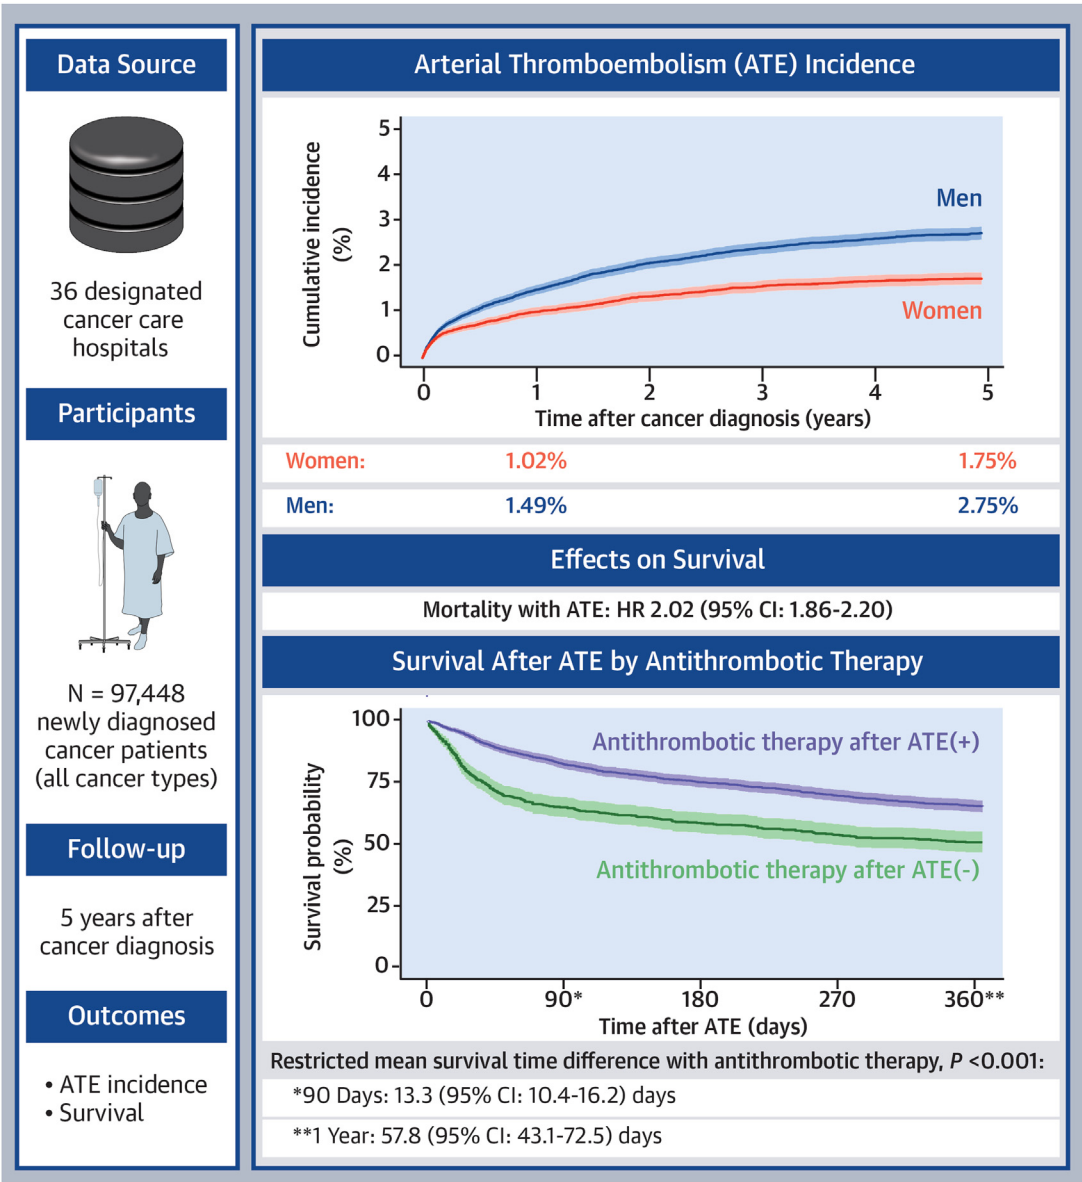 Data Source
36 designated
cancer care
hospitals
Participants
N = 97,448
newly diagnosed
cancer patients
(all cancer types)
Follow-up
5 years after
cancer diagnosis
Outcomes
• ATE incidence
• Survival
Arterial Thromboembolism (ATE) Incidence
Cumulative incidence
(%)
5
4
3
2
1
0
Men
Women
0 1 2 3 4 5
Time after cancer diagnosis (years)
Women: 1.02% 1.75%
Men: 1.49% 2.75%
Effects on Survival
Mortality with ATE: HR 2.02 (95% CI: 1.86-2.20)
Survival After ATE by Antithrombotic Therapy
Survival probability
(%)
100
75
50
25
0
Antithrombotic therapy after ATE(+)
Antithrombotic therapy after ATE(-)
0 90* 180 270 360**
Time after ATE (days)
Restricted mean survival time difference with antithrombotic therapy, P <0.001:
*90 Days: 13.3 (95% CI: 10.4-16.2) days
**1 Year: 57.8 (95% CI: 43.1-72.5) days